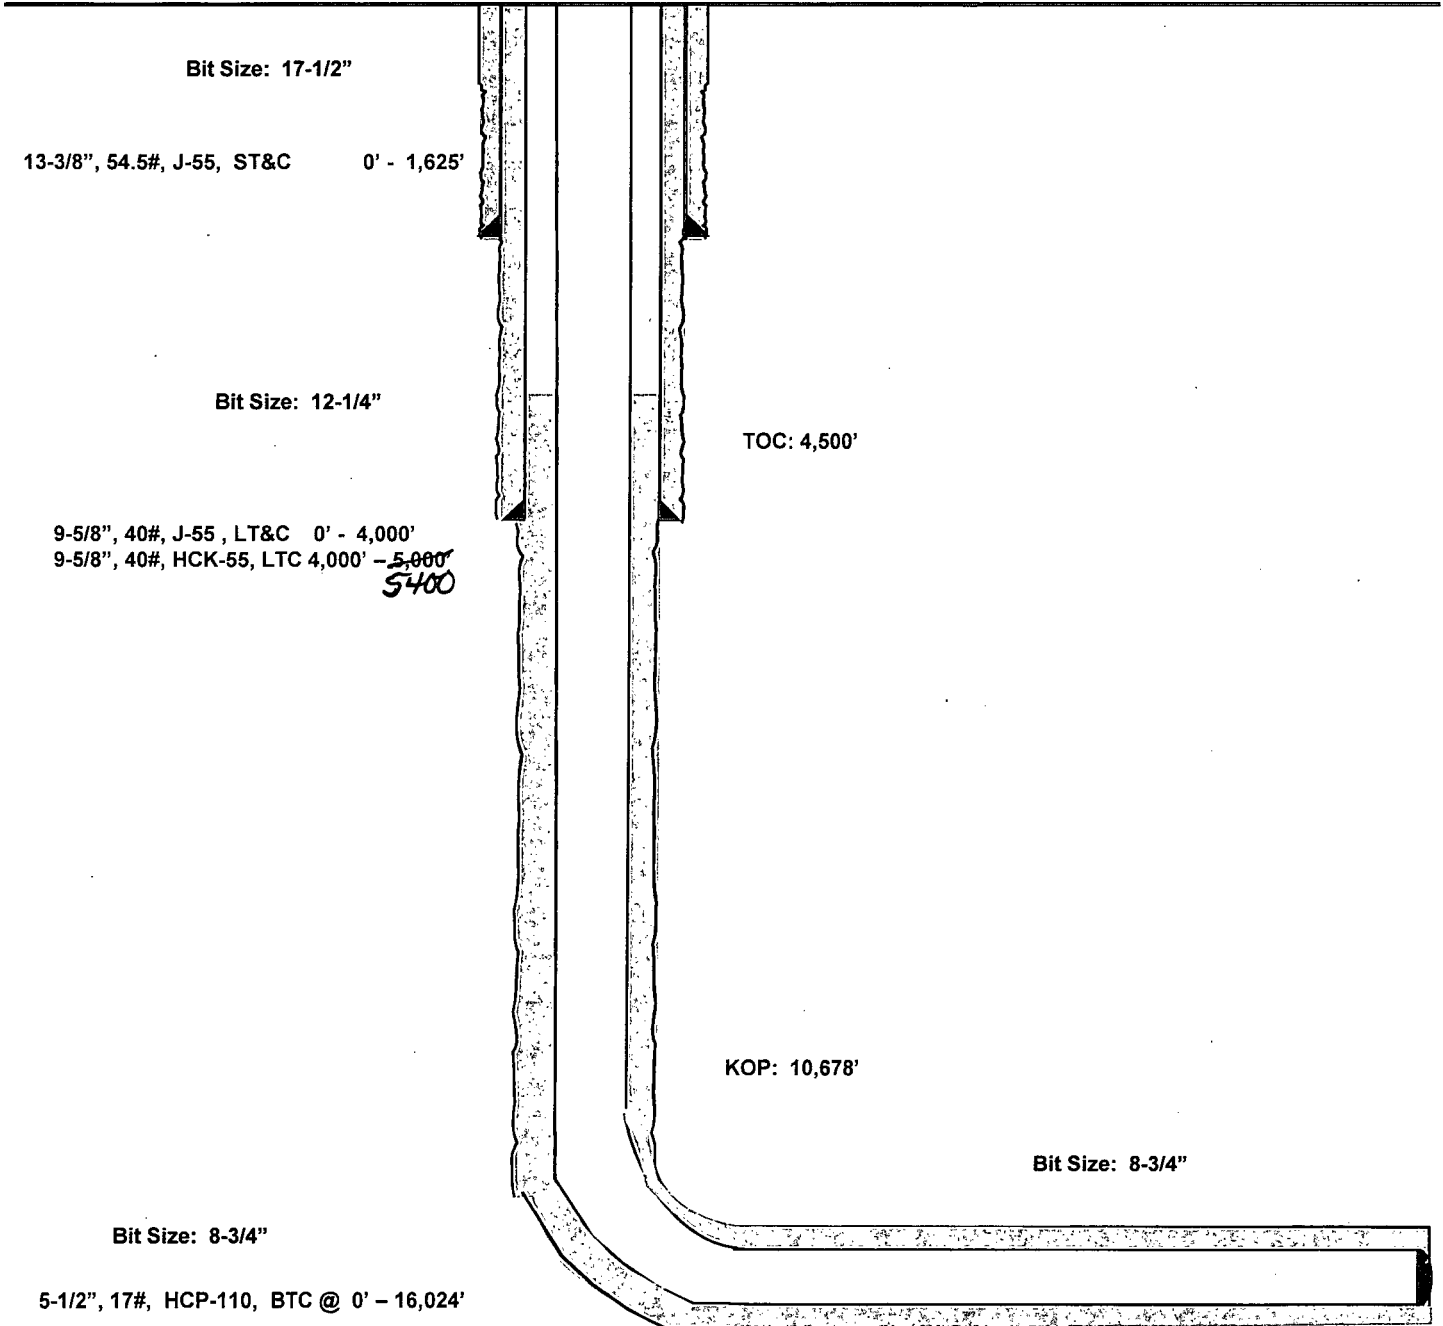 Bit Size: 17-1/2"
13-3/8", 54.5#, J-55, ST&C 0' - 1,625'
Bit Size: 12-1/4"
TOC: 4,500'
9-5/8", 40#, J-55 , LT&C 0' - 4,000'
9-5/8", 40#, HCK-55, LTC 4,000' – 5,000'
5400
KOP: 10,678'
Bit Size: 8-3/4"
Bit Size: 8-3/4"
5-1/2", 17#, HCP-110, BTC @ 0' – 16,024'